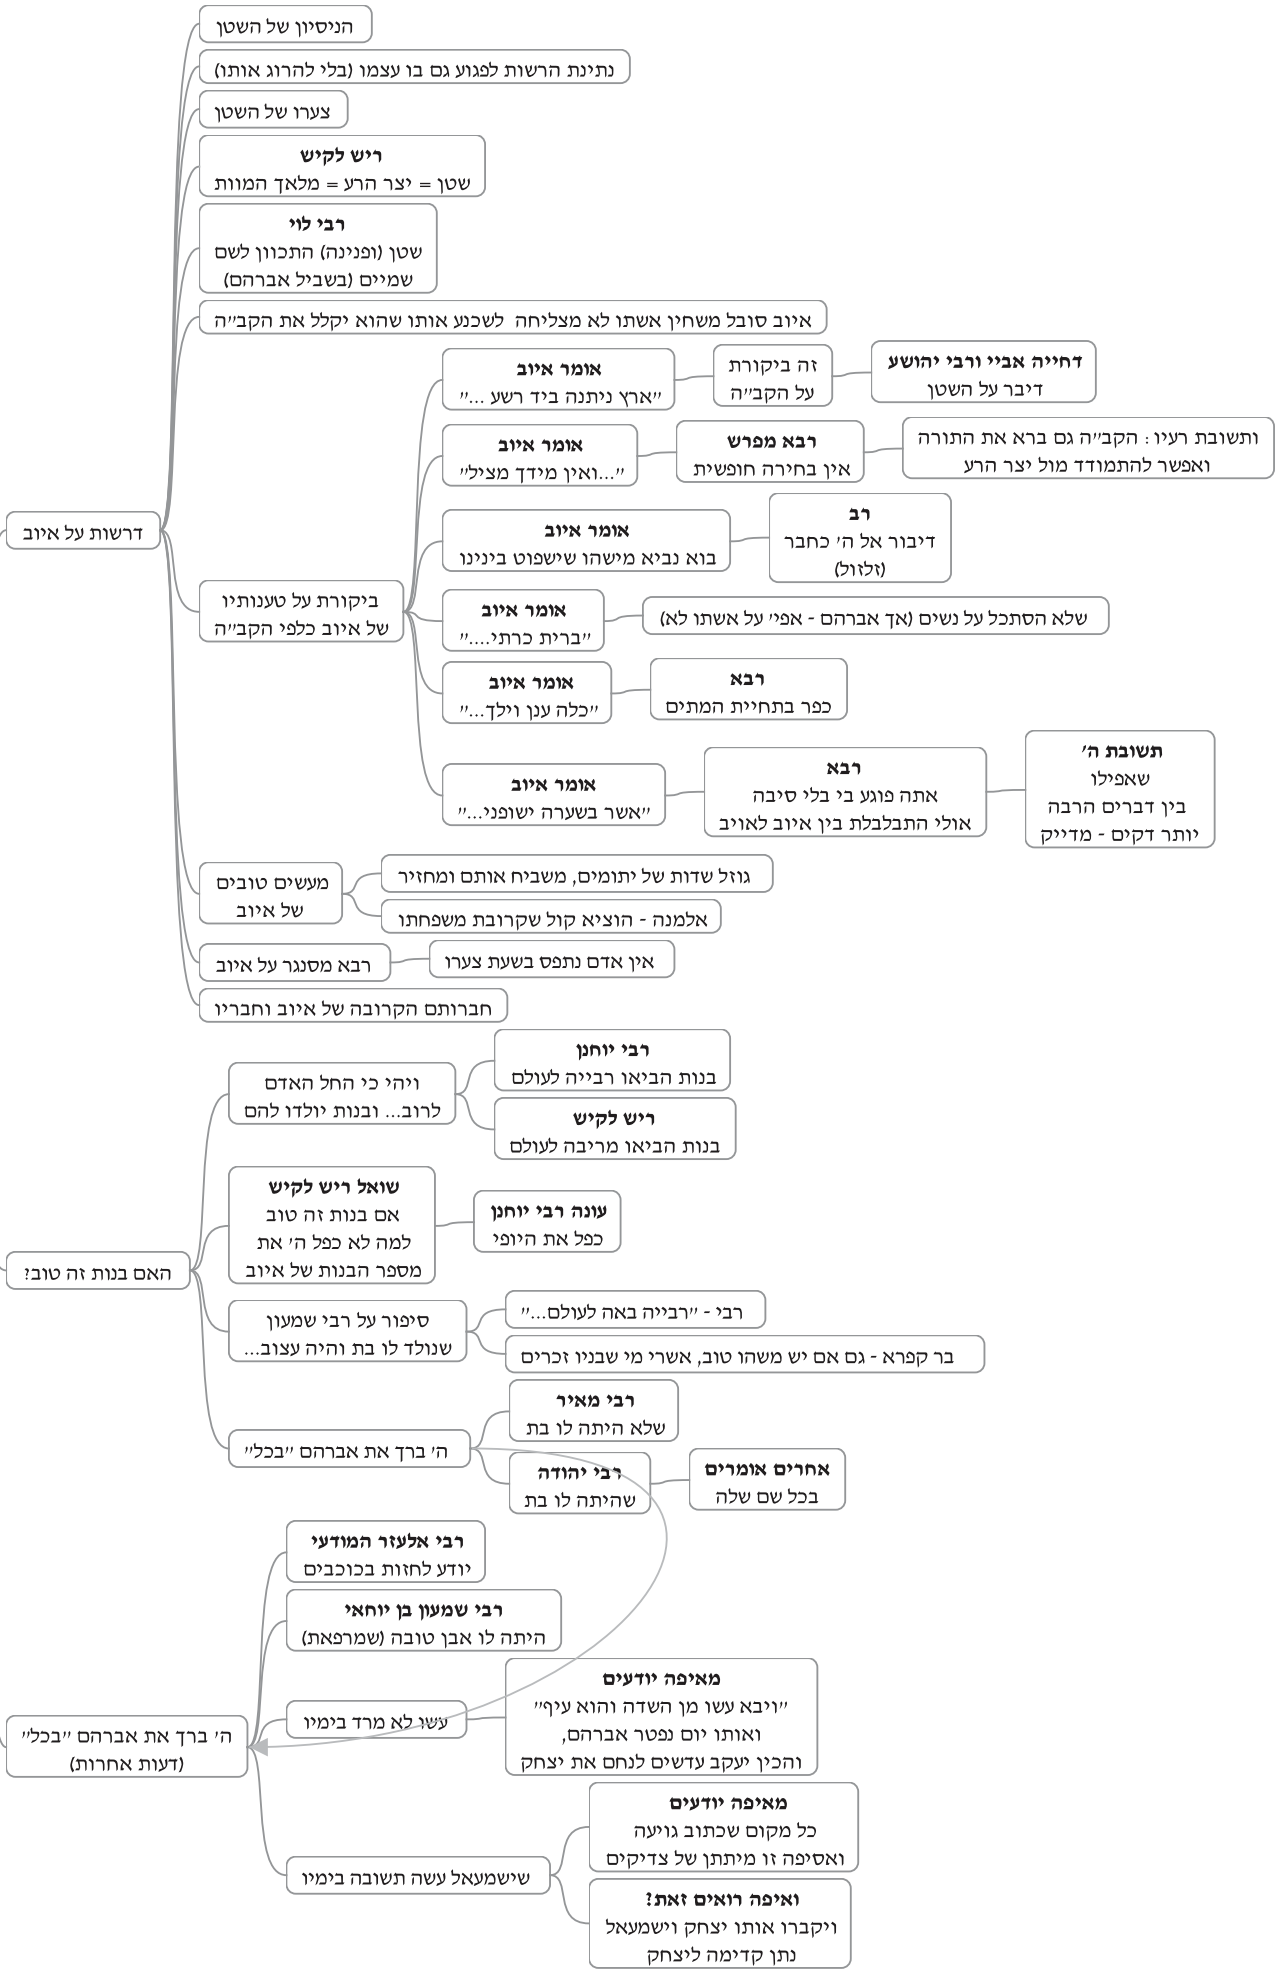 הניסיון של השטן
נתינת הרשות לפגוע גם בו עצמו (בלי להרוג אותו)
צערו של השטן
ריש לקיש
שטן = יצר הרע = מלאך המוות
רבי לוי
שטן (ופנינה) התכוון לשם
שמיים (בשביל אברהם)
איוב סובל משחין אשתו לא מצליחה לשכנע אותו שהוא יקלל את הקב״ה
דרשות על איוב
ביקורת על טענותיו
של איוב כלפי הקב״ה
אומר איוב
״ארץ ניתנה ביד רשע ...״
זה ביקורת
על הקב״ה
דחייה אביי ורבי יהושע
דיבר על השטן
אומר איוב
״...ואין מידך מציל״
רבא מפרש
אין בחירה חופשית
ותשובת רעיו: הקב״ה גם ברא את התורה
ואפשר להתמודד מול יצר הרע
אומר איוב
בוא נביא מישהו שישפוט בינינו
רב
דיבור אל ה׳ כחבר
(זלזול)
אומר איוב
״ברית כרתי....״
שלא הסתכל על נשים (אך אברהם - אפי׳ על אשתו לא)
אומר איוב
״כלה ענן וילך...״
רבא
כפר בתחיית המתים
אומר איוב
״אשר בשערה ישופני...״
רבא
אתה פוגע בי בלי סיבה
אולי התבלבלת בין איוב לאויב
תשובת ה׳
שאפילו
בין דברים הרבה
יותר דקים - מדייק
מעשים טובים
של איוב
גוזל שדות של יתומים, משביח אותם ומחזיר
אלמנה - הוציא קול שקרובת משפחתו
רבא מסנגר על איוב
אין אדם נתפס בשעת צערו
חברותם הקרובה של איוב וחבריו
האם בנות זה טוב?
ויהי כי החל האדם
לרוב... ובנות יולדו להם
רבי יוחנן
בנות הביאו רבייה לעולם
ריש לקיש
בנות הביאו מריבה לעולם
שואל ריש לקיש
אם בנות זה טוב
למה לא כפל ה׳ את
מספר הבנות של איוב
עונה רבי יוחנן
כפל את היופי
סיפור על רבי שמעון
שנולד לו בת והיה עצוב...
רבי - ״רבייה באה לעולם...״
בר קפרא - גם אם יש משהו טוב, אשרי מי שבניו זכרים
ה׳ ברך את אברהם ״בכל״
רבי מאיר
שלא היתה לו בת
רבי יהודה
שהיתה לו בת
אחרים אומרים
בכל שם שלה
ה׳ ברך את אברהם ״בכל״
(דעות אחרות)
רבי אלעזר המודעי
יודע לחזות בכוכבים
רבי שמעון בן יוחאי
היתה לו אבן טובה (שמרפאת)
עשו לא מרד בימיו
מאיפה יודעים
״ויבא עשו מן השדה והוא עיף״
ואותו יום נפטר אברהם,
והכין יעקב עדשים לנחם את יצחק
שישמעאל עשה תשובה בימיו
מאיפה יודעים
כל מקום שכתוב גויעה
ואסיפה זו מיתתן של צדיקים
ואיפה רואים זאת?
ויקברו אותו יצחק וישמעאל
נתן קדימה ליצחק